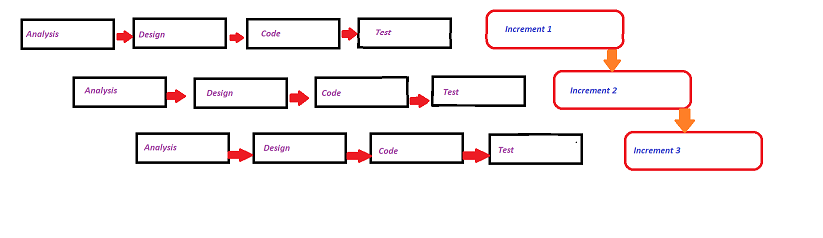 Analysis Design Code Test Increment 1
Analysis Design Code Test Increment 2
Analysis Design Code Test Increment 3